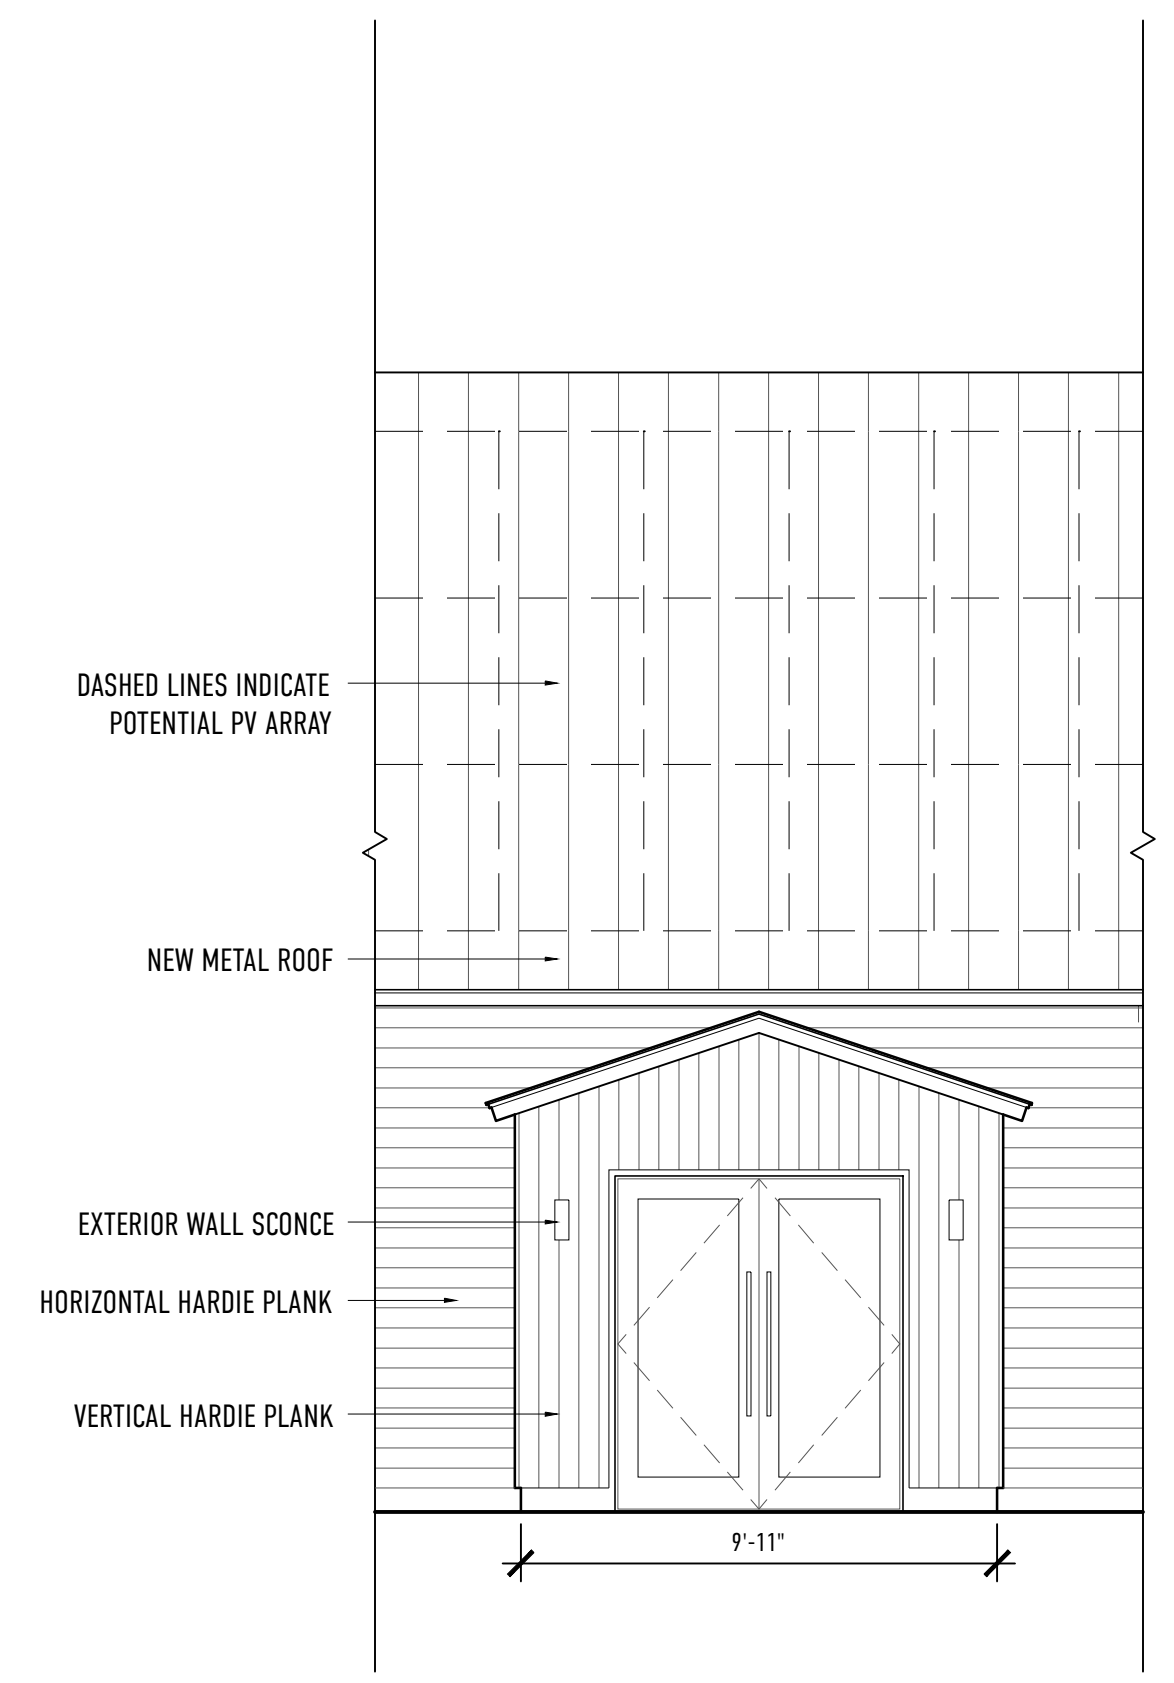 DASHED LINES INDICATE
POTENTIAL PV ARRAY
NEW METAL ROOF
EXTERIOR WALL SCONCE
HORIZONTAL HARDIE PLANK
VERTICAL HARDIE PLANK
9'-11"